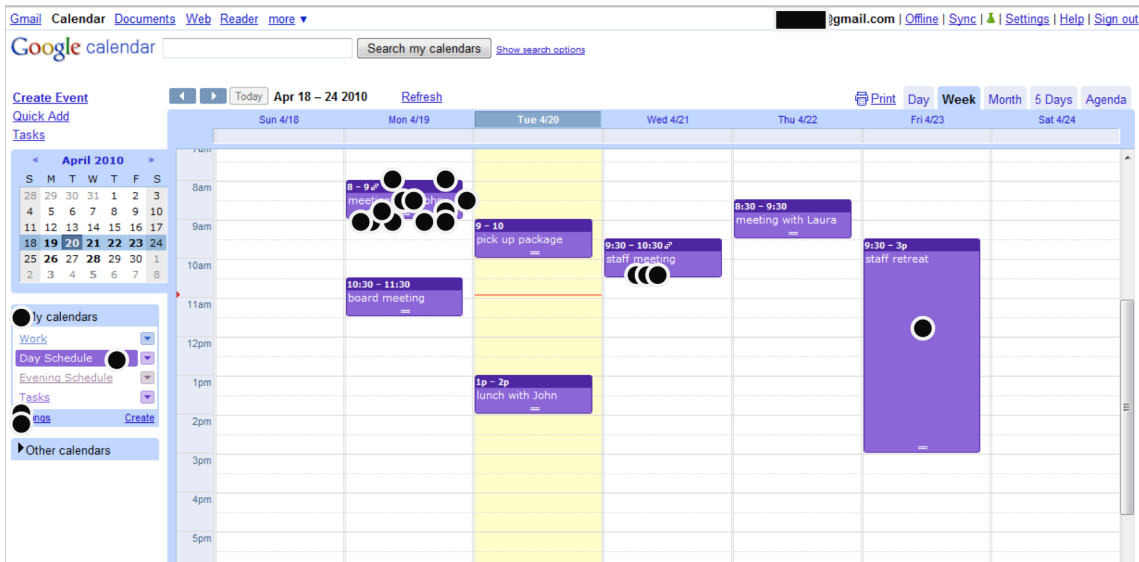 Gmail Calendar Documents Web Reader more ▼
@gmail.com | Offline | Sync | | Settings | Help | Sign out
Google calendar
Search my calendars Show search options
Create Event
Quick Add
Tasks
Today Apr 18 – 24 2010 Refresh
Print Day Week Month 5 Days Agenda
Sun 4/18 Mon 4/19 Tue 4/20 Wed 4/21 Thu 4/22 Fri 4/23 Sat 4/24
« April 2010 »
S M T W T F S
28 29 30 31 1 2 3
4 5 6 7 8 9 10
11 12 13 14 15 16 17
18 19 20 21 22 23 24
25 26 27 28 29 30 1
2 3 4 5 6 7 8
My calendars
Work
Day Schedule
Evening Schedule
Tasks
Create
Other calendars
8am
9am
10am
11am
12pm
1pm
2pm
3pm
4pm
5pm
8 – 9
10:30 – 11:30
board meeting
9 – 10
pick up package
1p – 2p
lunch with John
9:30 – 10:30
staff meeting
8:30 – 9:30
meeting with Laura
9:30 – 3p
staff retreat